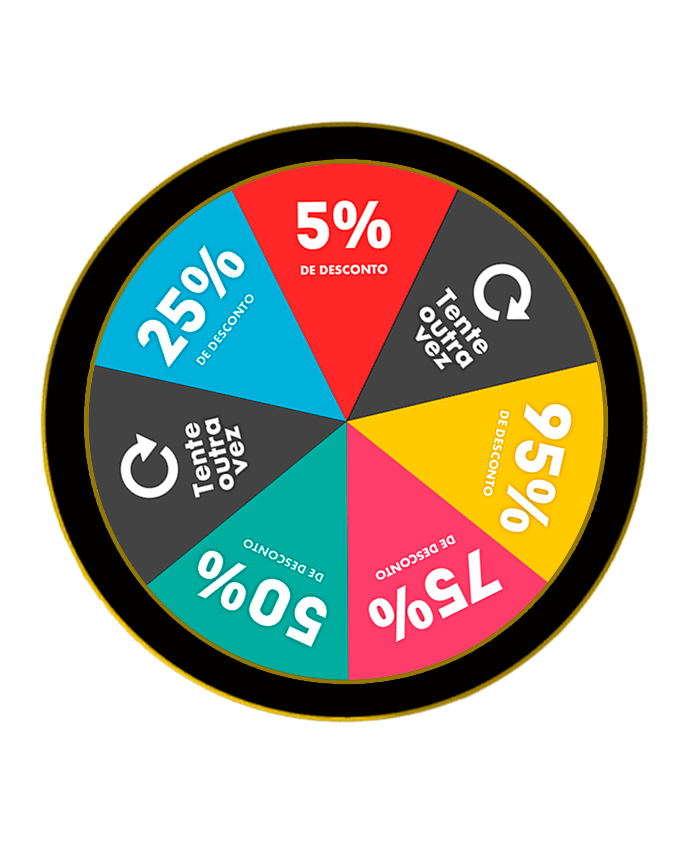 5%
DE DESCONTO
Tente
outra
vez
95%
DE DESCONTO
75%
DE DESCONTO
50%
DE DESCONTO
Tente
outra
vez
25%
DE DESCONTO